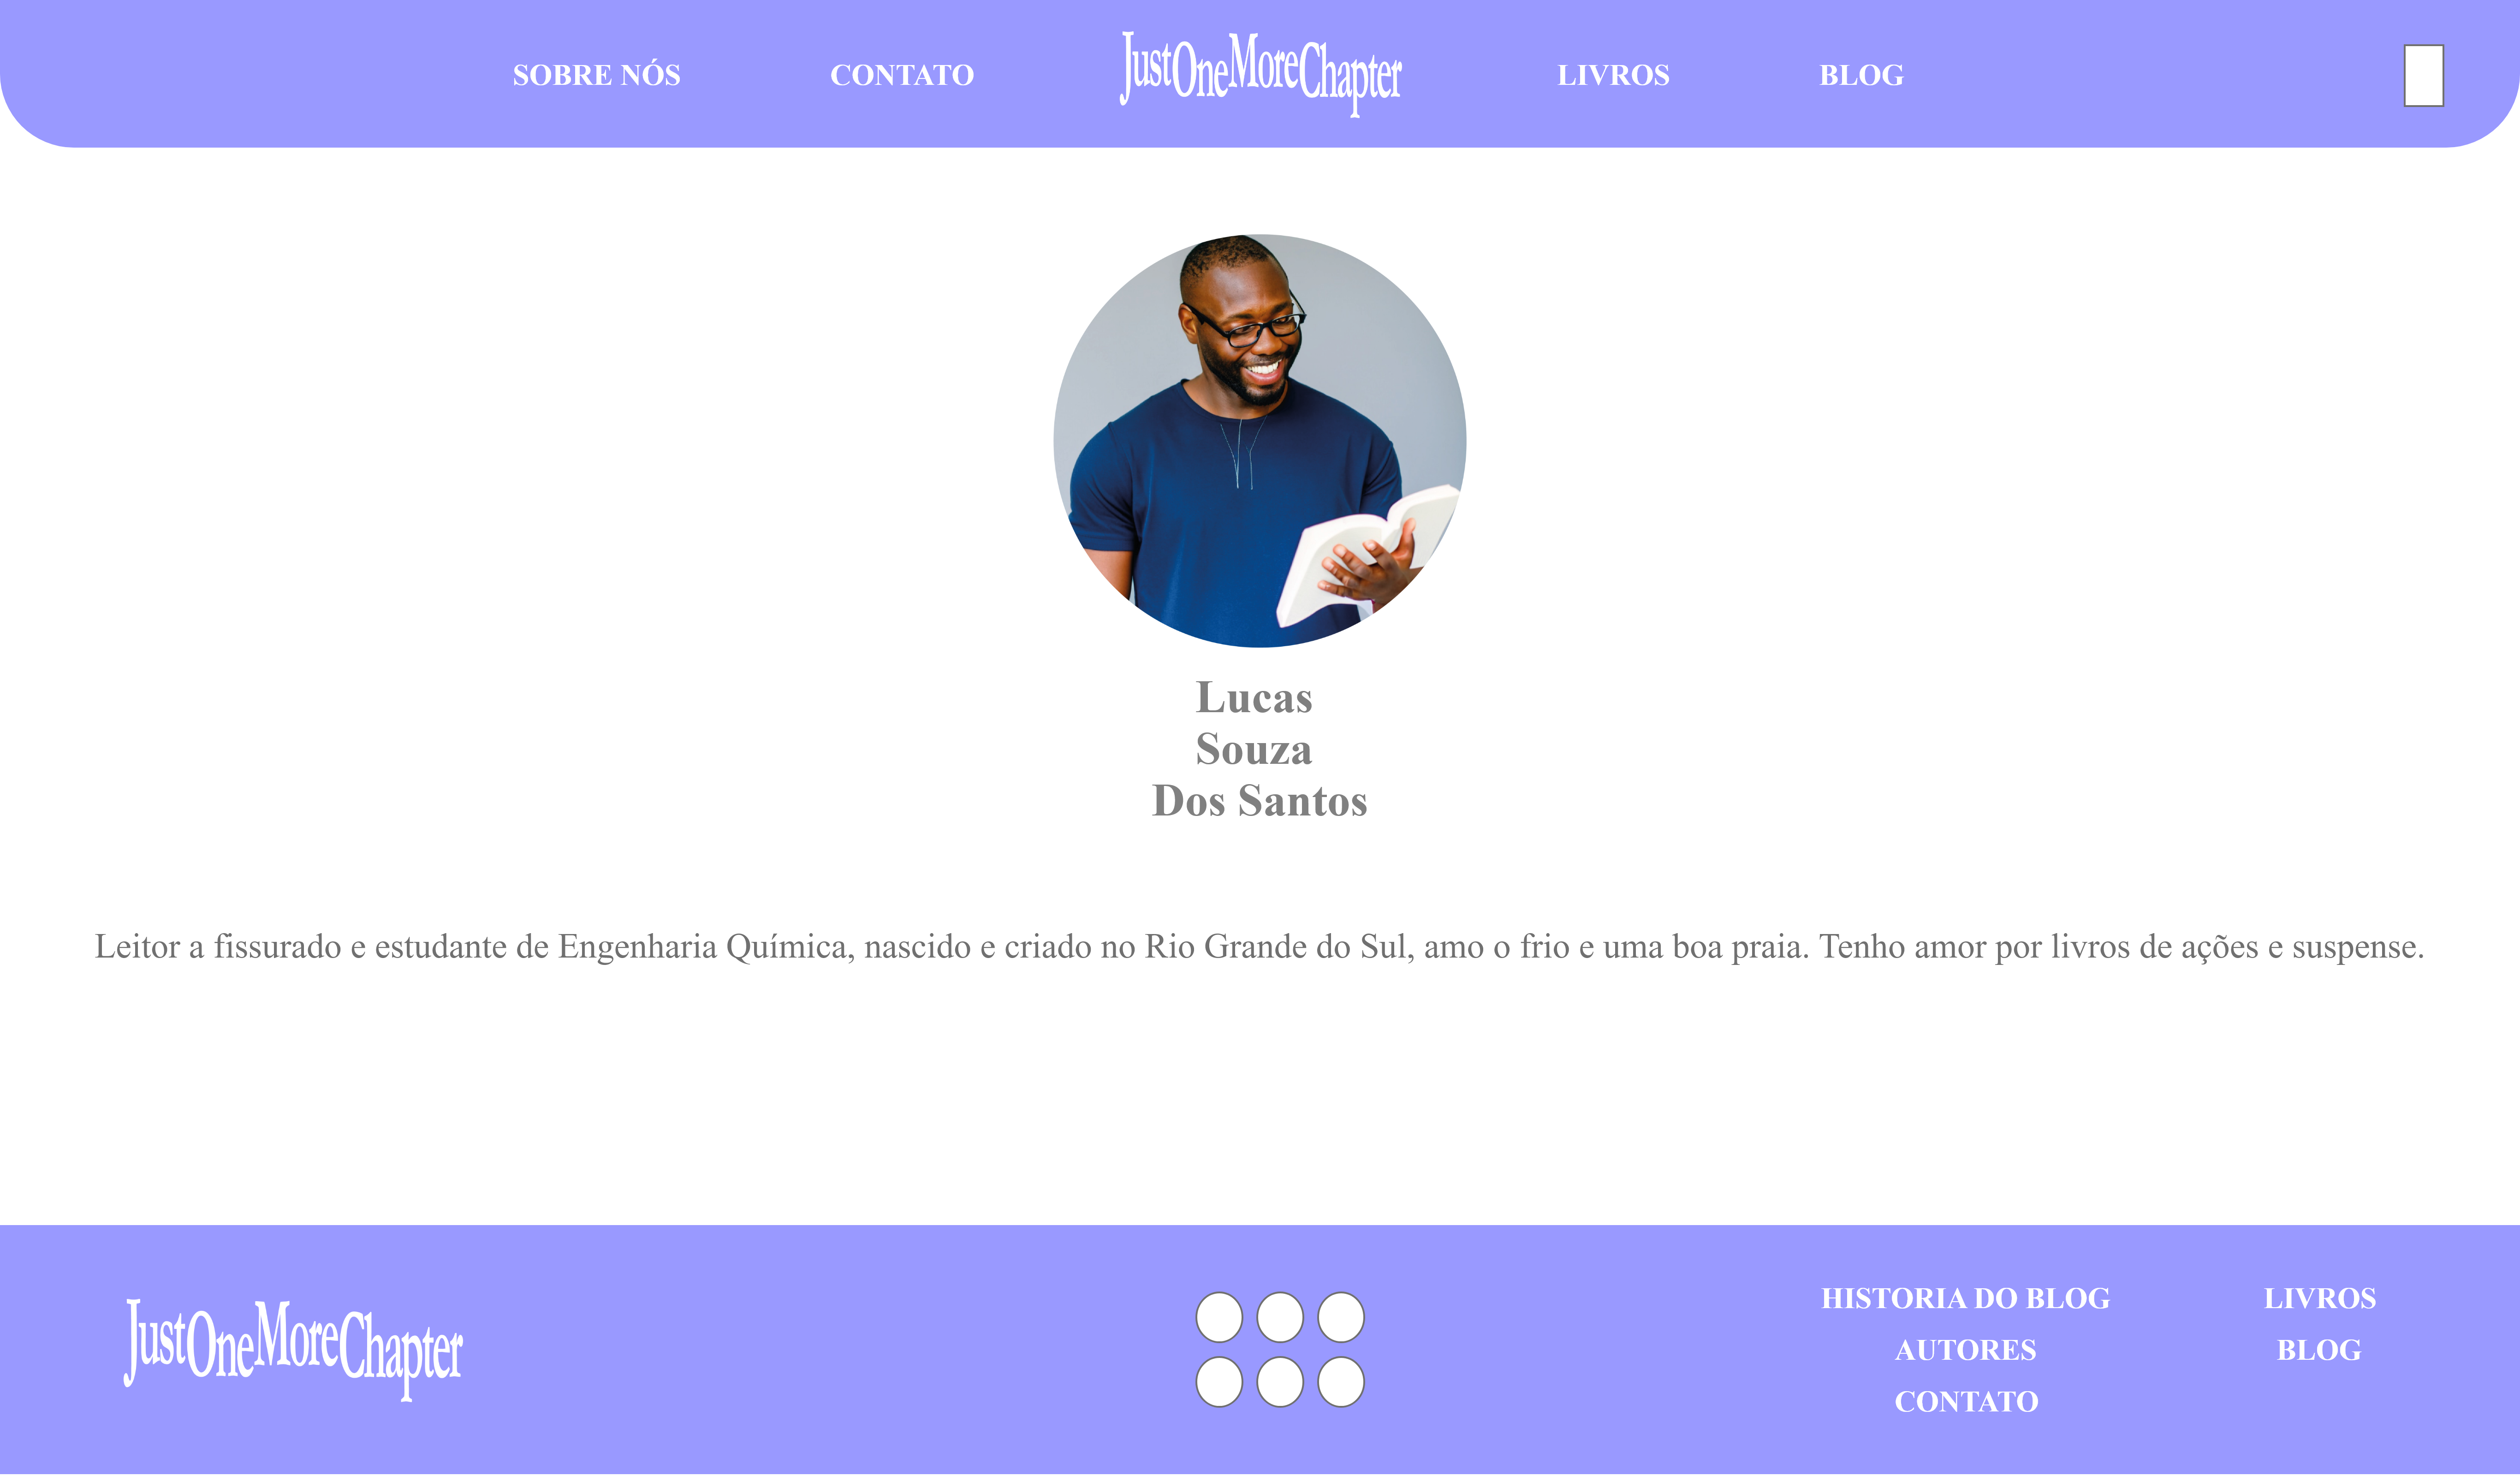 SOBRE NÓS CONTATO JustOneMoreChapter LIVROS BLOG
Lucas
Souza
Dos Santos
Leitor a fissurado e estudante de Engenharia Química, nascido e criado no Rio Grande do Sul, amo o frio e uma boa praia. Tenho amor por livros de ações e suspense.
JustOneMoreChapter
HISTORIA DO BLOG LIVROS
AUTORES BLOG
CONTATO